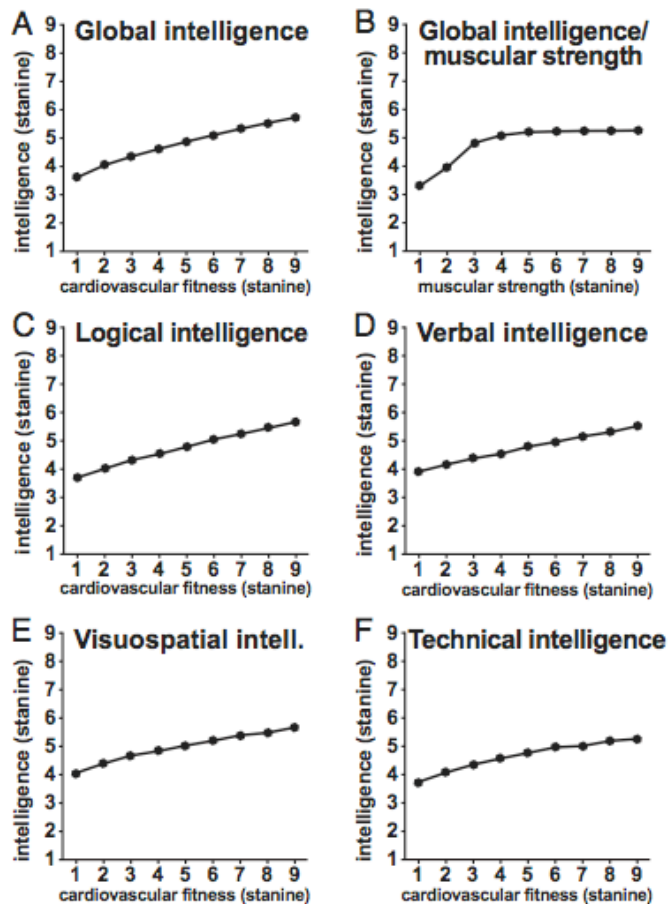 A Global intelligence
intelligence (stanine)
9
8
7
6
5
4
3
2
1
1 2 3 4 5 6 7 8 9
cardiovascular fitness (stanine)
B Global intelligence/
muscular strength
intelligence (stanine)
9
8
7
6
5
4
3
2
1
1 2 3 4 5 6 7 8 9
muscular strength (stanine)
C Logical intelligence
intelligence (stanine)
9
8
7
6
5
4
3
2
1
1 2 3 4 5 6 7 8 9
cardiovascular fitness (stanine)
D Verbal intelligence
intelligence (stanine)
9
8
7
6
5
4
3
2
1
1 2 3 4 5 6 7 8 9
cardiovascular fitness (stanine)
E Visuospatial intell.
intelligence (stanine)
9
8
7
6
5
4
3
2
1
1 2 3 4 5 6 7 8 9
cardiovascular fitness (stanine)
F Technical intelligence
intelligence (stanine)
9
8
7
6
5
4
3
2
1
1 2 3 4 5 6 7 8 9
cardiovascular fitness (stanine)